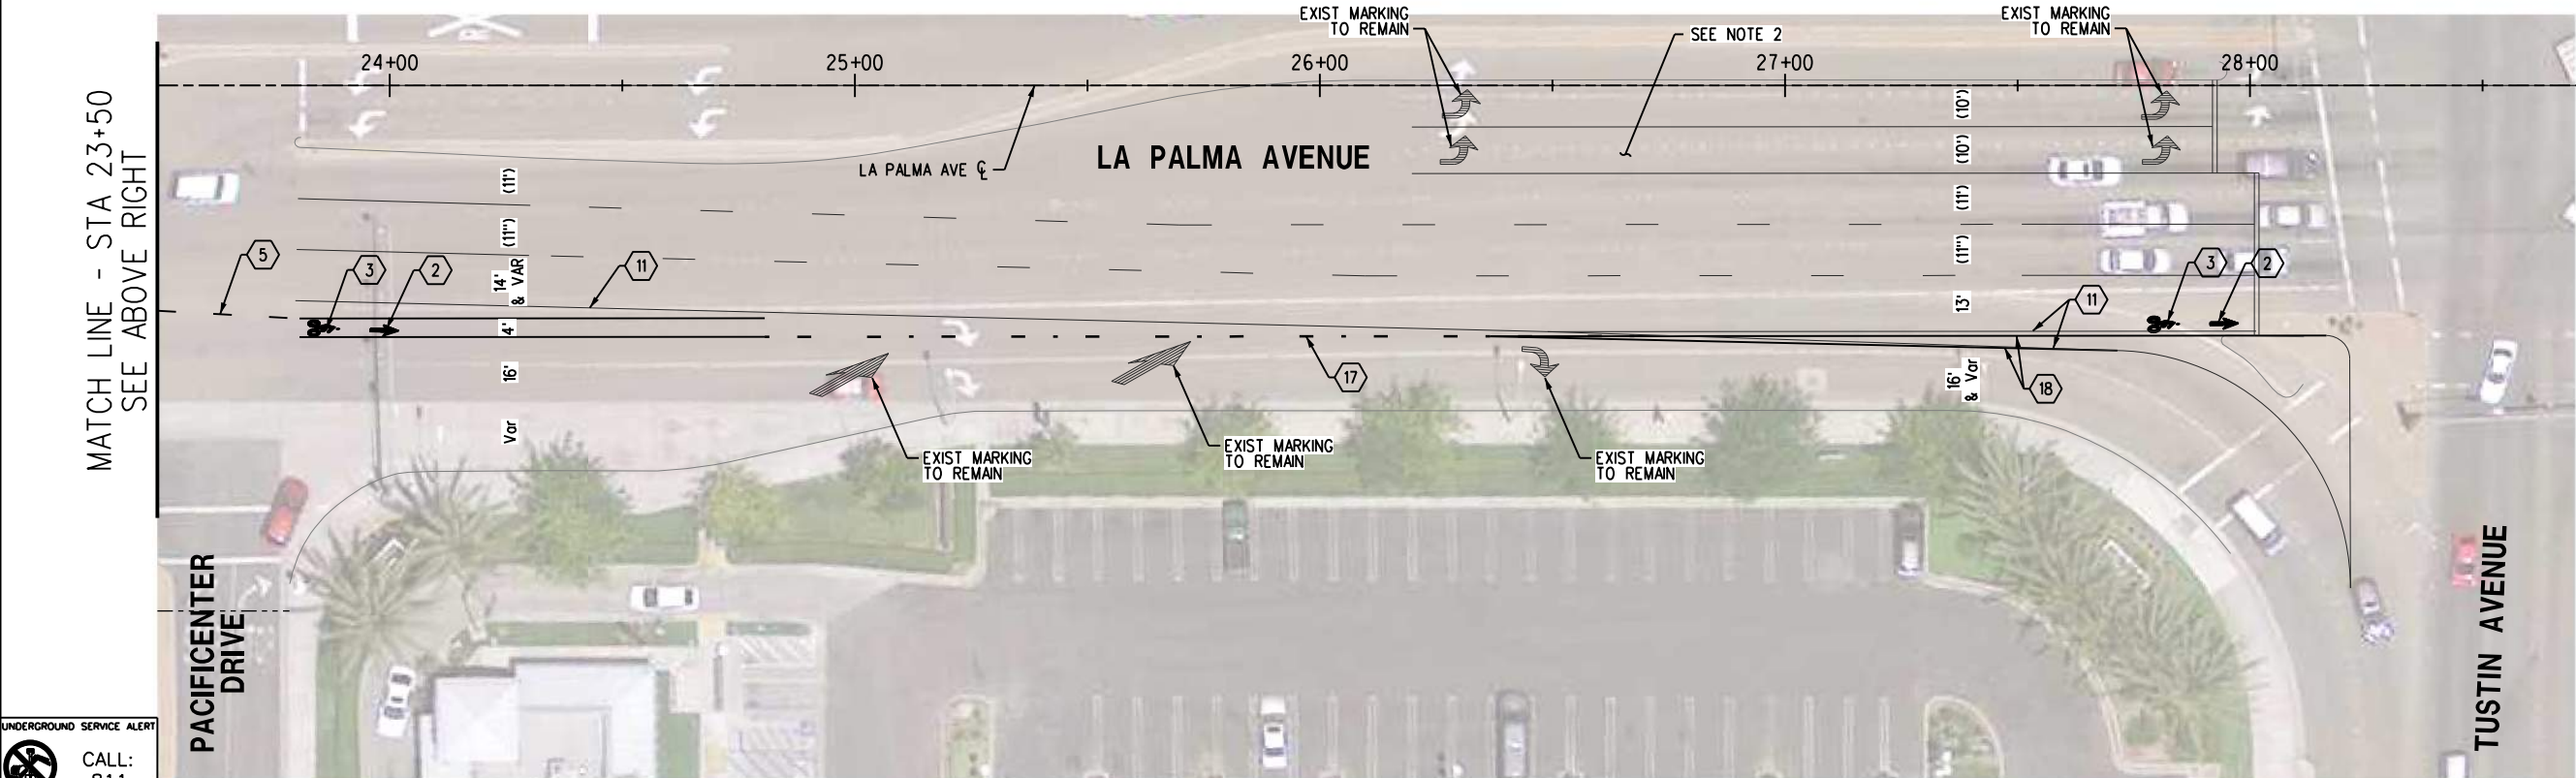 EXIST MARKING
TO REMAIN
SEE NOTE 2
EXIST MARKING
TO REMAIN
24+00
25+00
26+00
27+00
28+00
MATCH LINE - STA 23+50
SEE ABOVE RIGHT
LA PALMA AVE ℄
LA PALMA AVENUE
(11')
(11')
14'
& VAR
4'
16'
Var
(10')
(10')
(11')
(11')
13'
16'
& Var
5
3
2
11
17
3
2
11
18
EXIST MARKING
TO REMAIN
EXIST MARKING
TO REMAIN
EXIST MARKING
TO REMAIN
PACIFICENTER
DRIVE
TUSTIN AVENUE
UNDERGROUND SERVICE ALERT
CALL: